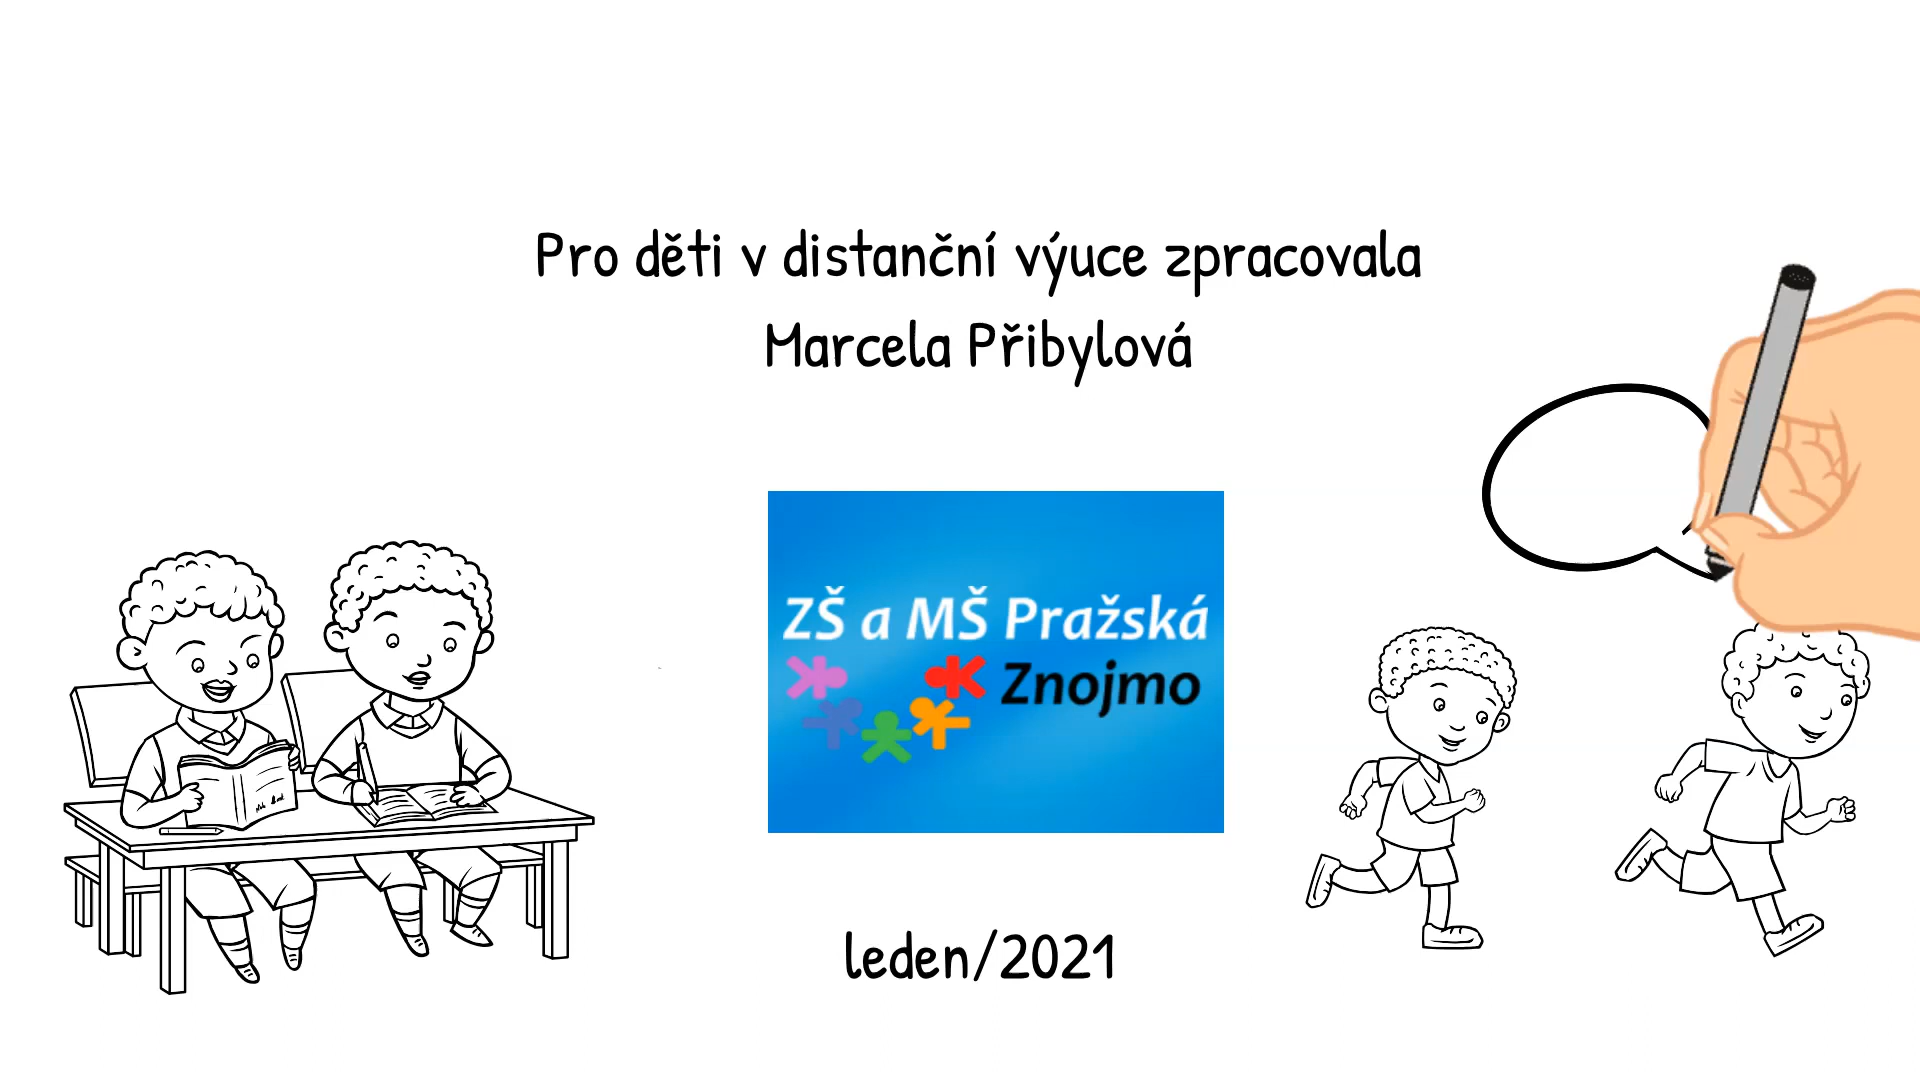 Pro děti v distanční výuce zpracovala
Marcela Přibylová
ZŠ a MŠ Pražská
Znojmo
leden/2021